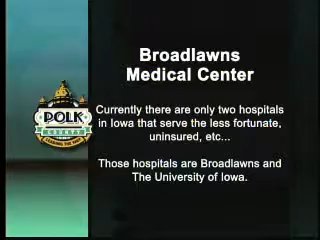 Broadlawns
Medical Center
Currently there are only two hospitals
in Iowa that serve the less fortunate,
uninsured, etc...
Those hospitals are Broadlawns and
The University of Iowa.
POLK
COUNTY